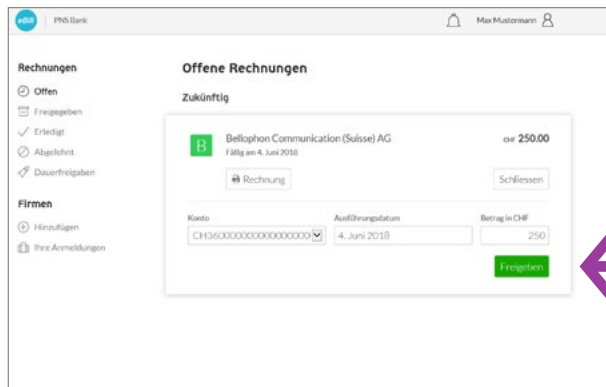 eBill PNS Bank Max Mustermann
Rechnungen
Offen
Freigegeben
Erledigt
Abgelehnt
Dauerfreigaben
Firmen
Hinzufügen
Ihre Anmeldungen
Offene Rechnungen
Zukünftig
B Bellophon Communication (Suisse) AG CHF 250.00
Fällig am 4. Juni 2018
Rechnung Schliessen
Konto Ausführungsdatum Betrag in CHF
4. Juni 2018 250
Freigeben